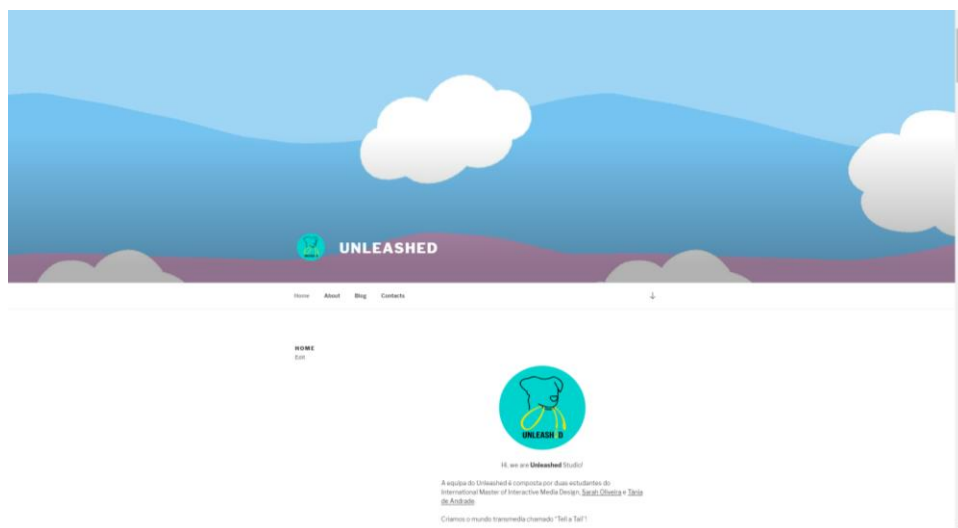 UNLEASHED
Home About Blog Contacts
HOME
Edit
UNLEASHED
Hi, we are Unleashed Studio!
A equipa do Unleashed é composta por duas estudantes do
International Master of Interactive Media Design, Sarah Oliveira e Tânia
de Andrade
Criamos o mundo transmedia chamado "Tell a Tail"!